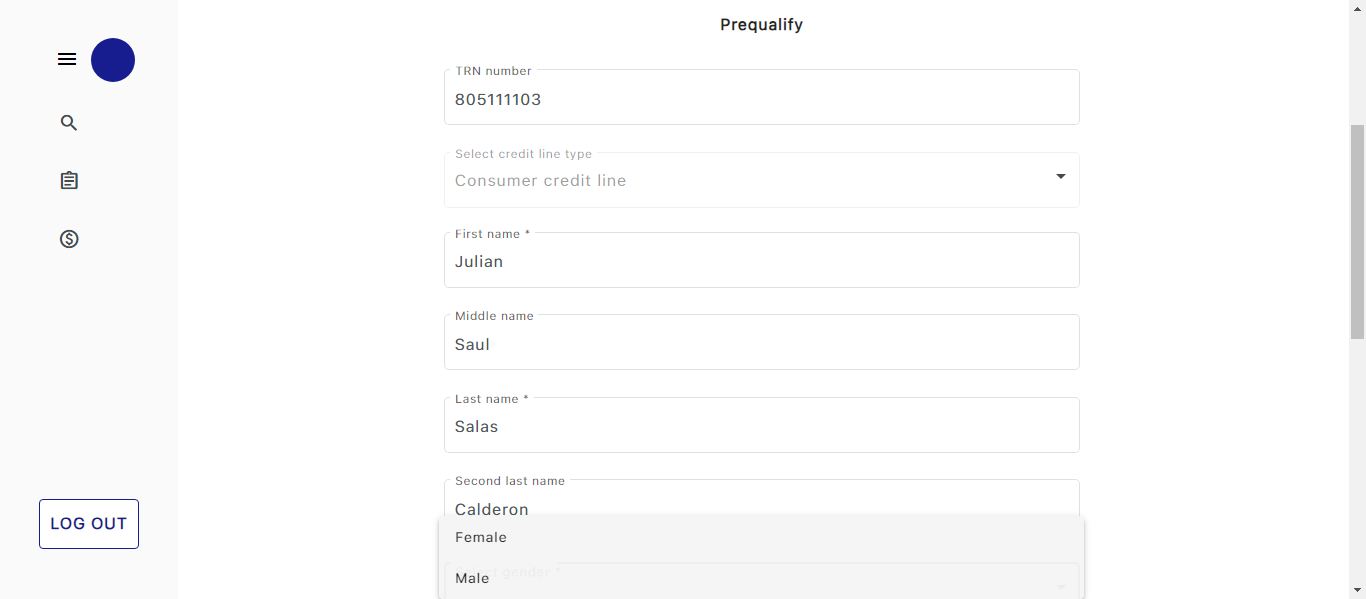 Prequalify
TRN number
805111103
Select credit line type
Consumer credit line
First name *
Julian
Middle name
Saul
Last name *
Salas
Second last name
Calderon
Female
Select gender *
Male
LOG OUT